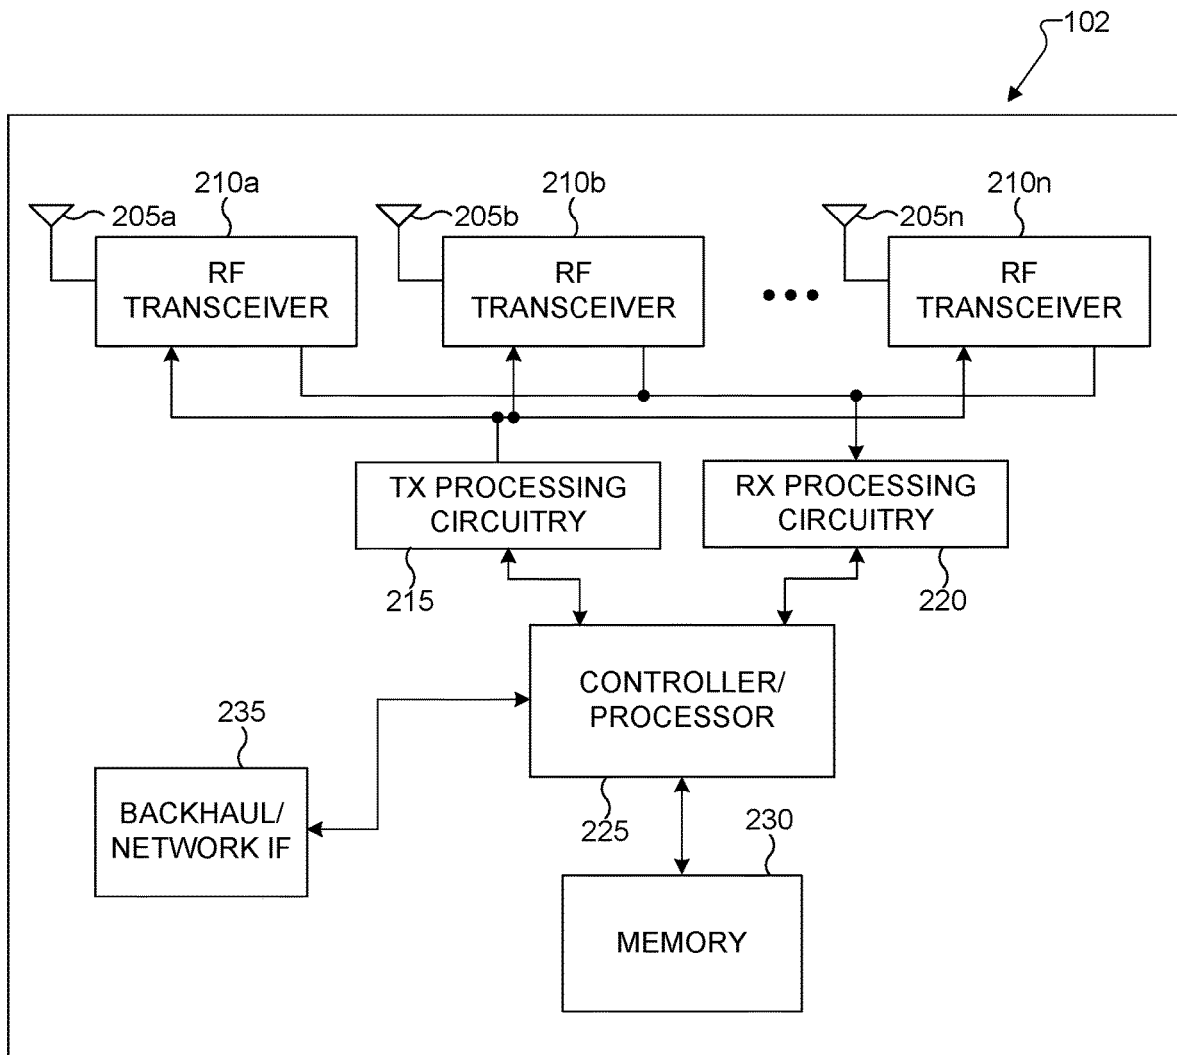 102
210a
210b
210n
205a
205b
205n
RF
TRANSCEIVER
RF
TRANSCEIVER
RF
TRANSCEIVER
TX PROCESSING
CIRCUITRY
RX PROCESSING
CIRCUITRY
215
220
CONTROLLER/
PROCESSOR
235
BACKHAUL/
NETWORK IF
225
230
MEMORY